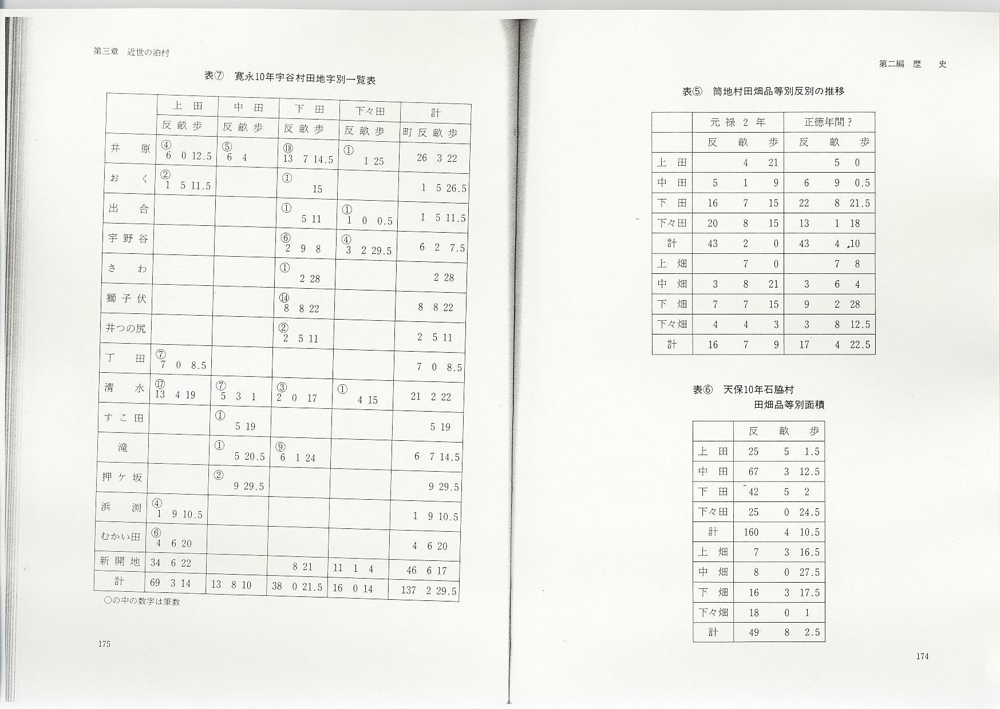 第二編　歴　　史
表⑤　筒地村田畑品等別反別の推移
元 禄 2 年　正徳年間？
反　畝　歩　反　畝　歩
上　田　4　21　5　0
中　田　5　1　9　6　9　0.5
下　田　16　7　15　22　8　21.5
下々田　20　8　15　13　1　18
計　43　2　0　43　4　10
上　畑　7　0　7　8
中　畑　3　8　21　3　6　4
下　畑　7　7　15　9　2　28
下々畑　4　4　3　3　8　12.5
計　16　7　9　17　4　22.5
表⑥　天保10年石脇村
田畑品等別面積
反　畝　歩
上　田　25　5　1.5
中　田　67　3　12.5
下　田　42　5　2
下々田　25　0　24.5
計　160　4　10.5
上　畑　7　3　16.5
中　畑　8　0　27.5
下　畑　16　3　17.5
下々畑　18　0　1
計　49　8　2.5
174
第三章　近世の泊村
表⑦　寛永10年宇谷村田地字別一覧表
上　田　中　田　下　田　下々田　計
反 畝 歩　反 畝 歩　反 畝 歩　反 畝 歩　町 反 畝 歩
井　原　④ 6 0 12.5　⑤ 6 4　⑱ 13 7 14.5　① 1 25　26 3 22
お　く　② 1 5 11.5　① 15　1 5 26.5
出　合　① 5 11　① 1 0 0.5　1 5 11.5
宇野谷　⑥ 2 9 8　④ 3 2 29.5　6 2 7.5
さ　わ　① 2 28　2 28
獅子伏　⑭ 8 8 22　8 8 22
井つの尻　② 2 5 11　2 5 11
丁　田　⑦ 7 0 8.5　7 0 8.5
清　水　⑰ 13 4 19　⑦ 5 3 1　③ 2 0 17　① 4 15　21 2 22
すこ田　① 5 19　5 19
滝　① 5 20.5　⑨ 6 1 24　6 7 14.5
押ケ坂　② 9 29.5　9 29.5
浜　渕　④ 1 9 10.5　1 9 10.5
むかい田　⑥ 4 6 20　4 6 20
新開地　34 6 22　8 21　11 1 4　46 6 17
計　69 3 14　13 8 10　38 0 21.5　16 0 14　137 2 29.5
○の中の数字は筆数
175